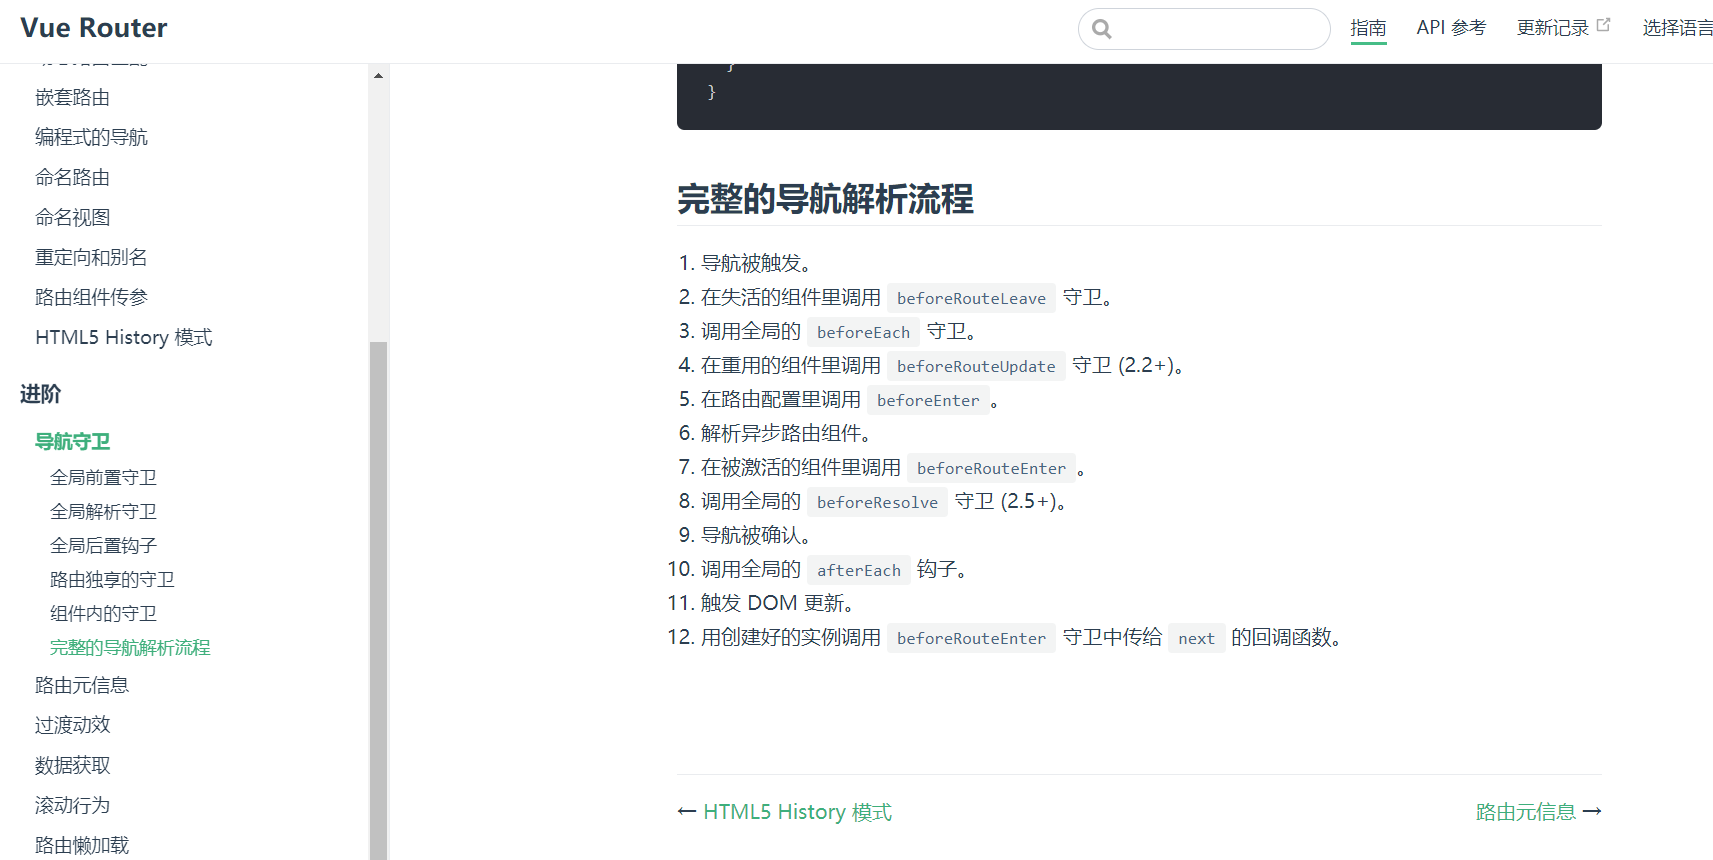 Vue Router
指南
API 参考
更新记录
选择语言
嵌套路由
编程式的导航
命名路由
命名视图
重定向和别名
路由组件传参
HTML5 History 模式
进阶
导航守卫
全局前置守卫
全局解析守卫
全局后置钩子
路由独享的守卫
组件内的守卫
完整的导航解析流程
路由元信息
过渡动效
数据获取
滚动行为
路由懒加载
}
}
完整的导航解析流程
1. 导航被触发。
2. 在失活的组件里调用 beforeRouteLeave 守卫。
3. 调用全局的 beforeEach 守卫。
4. 在重用的组件里调用 beforeRouteUpdate 守卫 (2.2+)。
5. 在路由配置里调用 beforeEnter 。
6. 解析异步路由组件。
7. 在被激活的组件里调用 beforeRouteEnter 。
8. 调用全局的 beforeResolve 守卫 (2.5+)。
9. 导航被确认。
10. 调用全局的 afterEach 钩子。
11. 触发 DOM 更新。
12. 用创建好的实例调用 beforeRouteEnter 守卫中传给 next 的回调函数。
← HTML5 History 模式
路由元信息 →